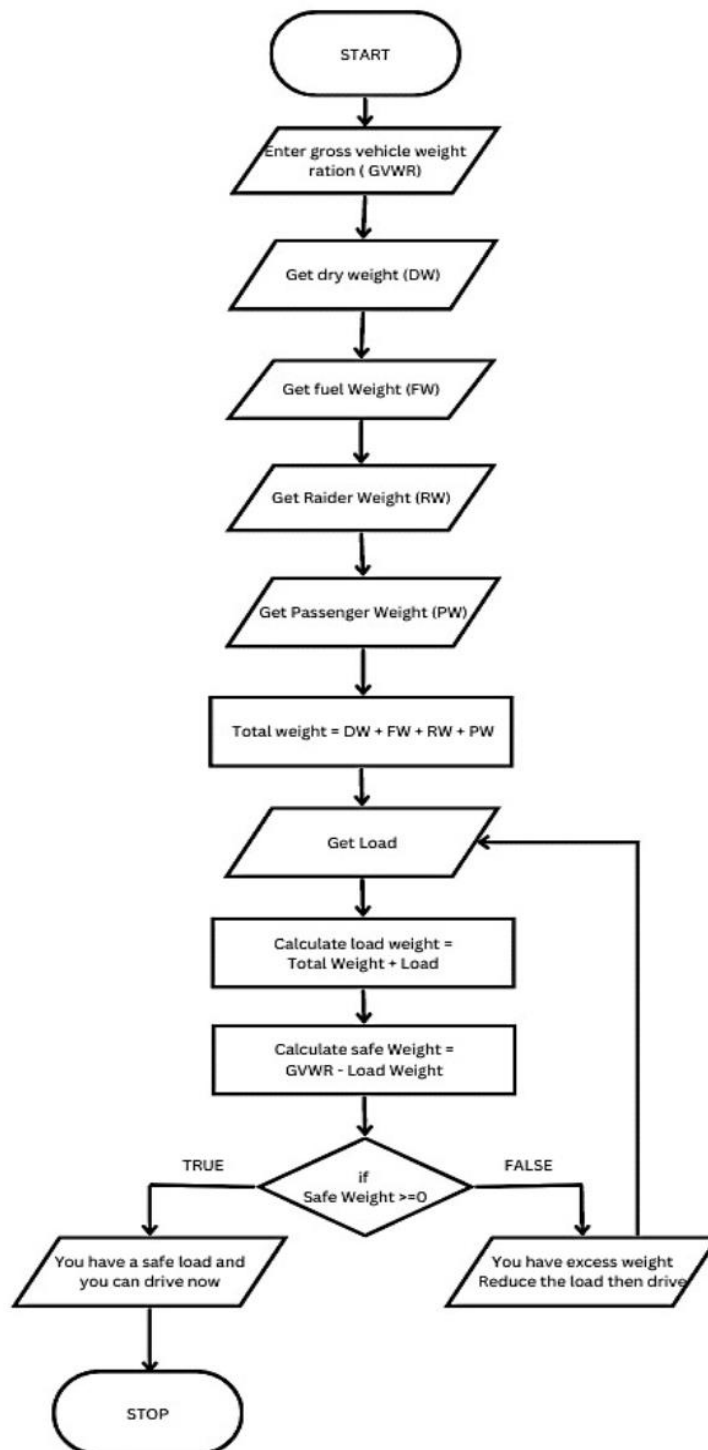 START
Enter gross vehicle weight
ration ( GVWR)
Get dry weight (DW)
Get fuel Weight (FW)
Get Raider Weight (RW)
Get Passenger Weight (PW)
Total weight = DW + FW + RW + PW
Get Load
Calculate load weight =
Total Weight + Load
Calculate safe Weight =
GVWR - Load Weight
TRUE
if
Safe Weight >=0
FALSE
You have a safe load and
you can drive now
You have excess weight
Reduce the load then drive
STOP